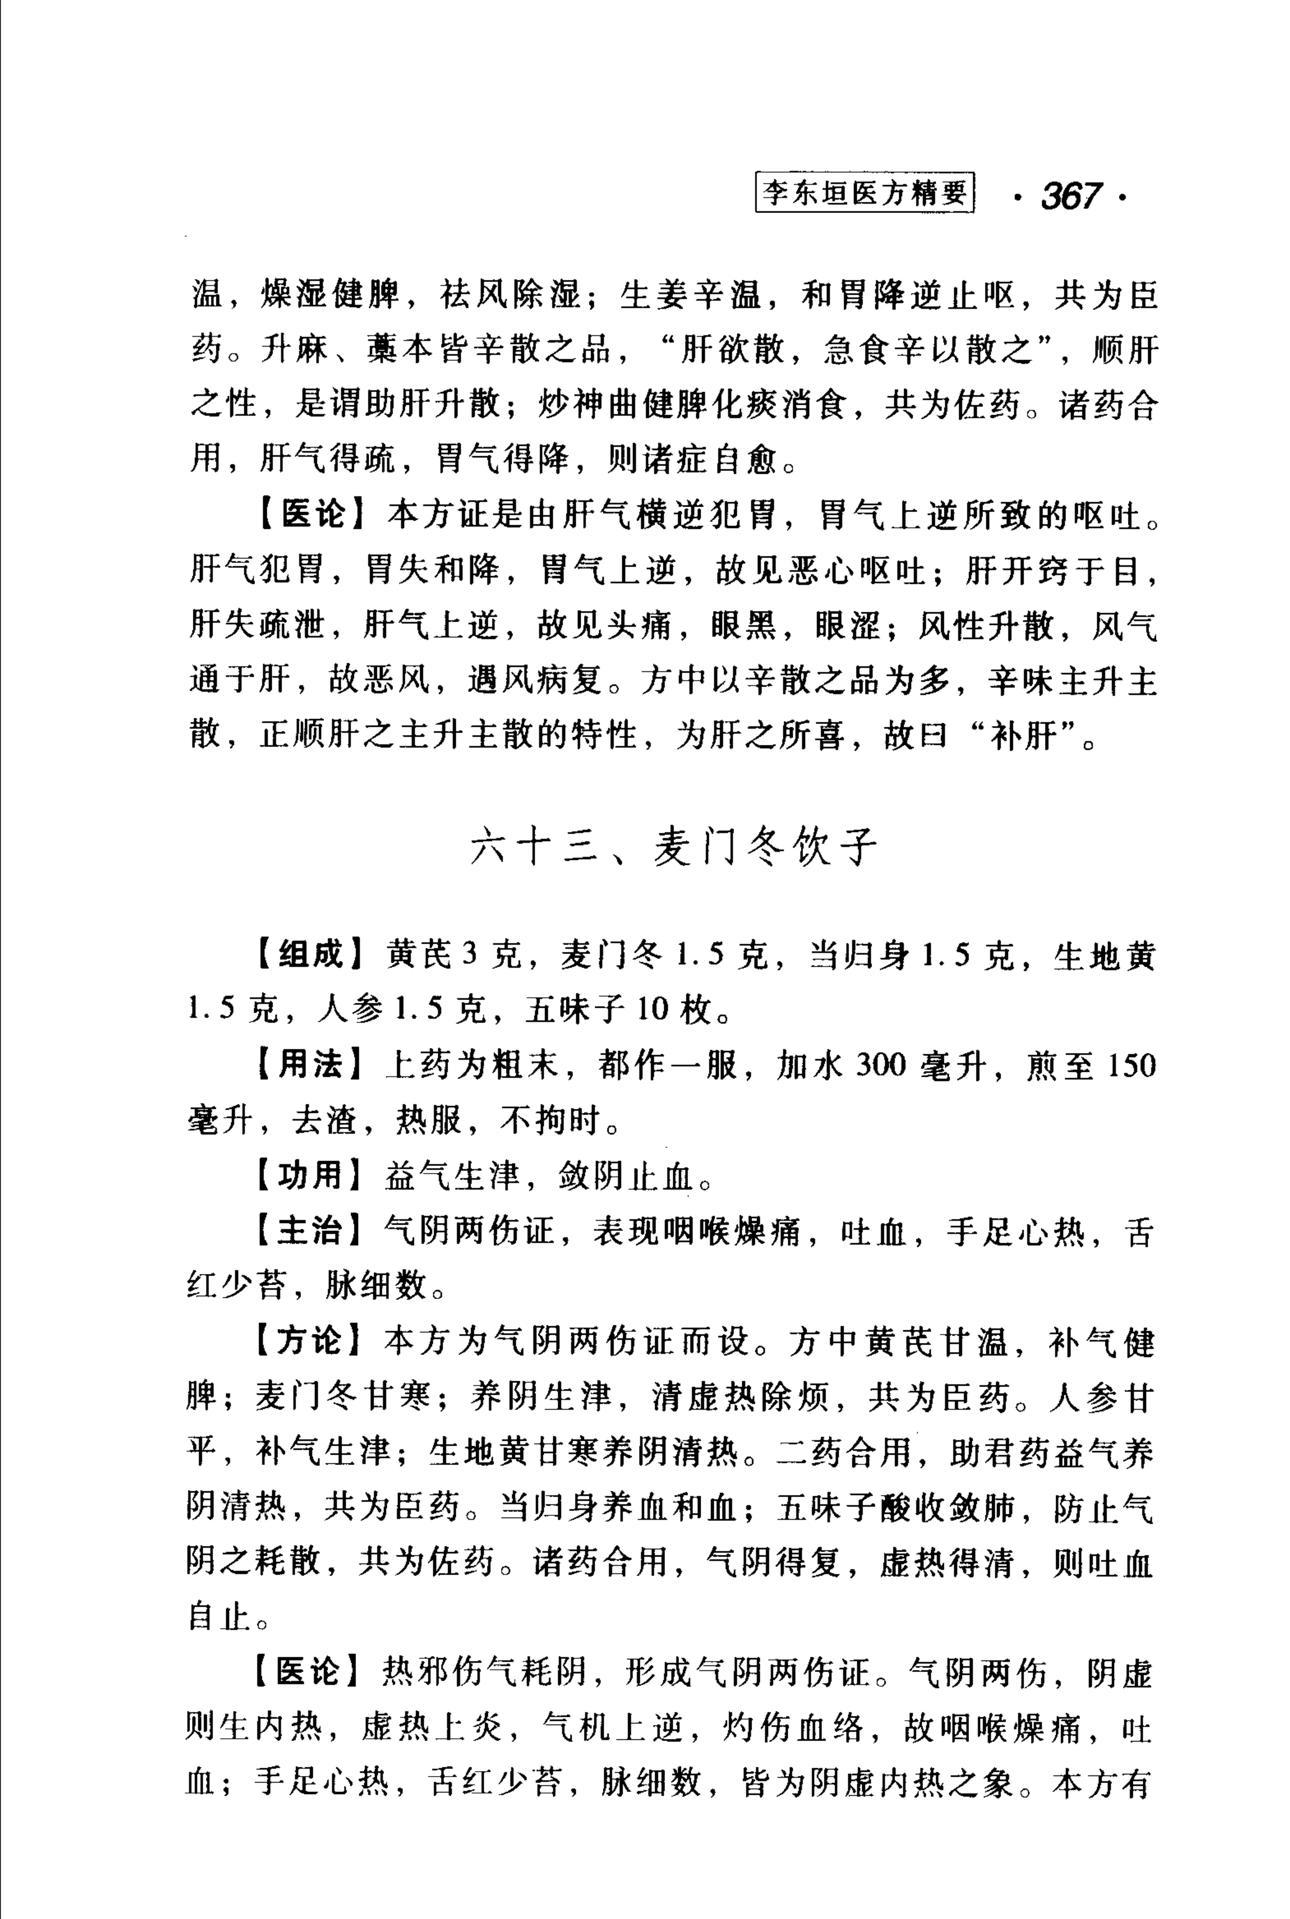 李东垣医方精要 · 367 ·
温，燥湿健脾，祛风除湿；生姜辛温，和胃降逆止呕，共为臣
药。升麻、藁本皆辛散之品，“肝欲散，急食辛以散之”，顺肝
之性，是谓助肝升散；炒神曲健脾化痰消食，共为佐药。诸药合
用，肝气得疏，胃气得降，则诸症自愈。
【医论】本方证是由肝气横逆犯胃，胃气上逆所致的呕吐。
肝气犯胃，胃失和降，胃气上逆，故见恶心呕吐；肝开窍于目，
肝失疏泄，肝气上逆，故见头痛，眼黑，眼涩；风性升散，风气
通于肝，故恶风，遇风病复。方中以辛散之品为多，辛味主升主
散，正顺肝之主升主散的特性，为肝之所喜，故曰“补肝”。
六十三、麦门冬饮子
【组成】黄芪3克，麦门冬1.5克，当归身1.5克，生地黄
1.5克，人参1.5克，五味子10枚。
【用法】上药为粗末，都作一服，加水300毫升，煎至150
毫升，去渣，热服，不拘时。
【功用】益气生津，敛阴止血。
【主治】气阴两伤证，表现咽喉燥痛，吐血，手足心热，舌
红少苔，脉细数。
【方论】本方为气阴两伤证而设。方中黄芪甘温，补气健
脾；麦门冬甘寒；养阴生津，清虚热除烦，共为臣药。人参甘
平，补气生津；生地黄甘寒养阴清热。二药合用，助君药益气养
阴清热，共为臣药。当归身养血和血；五味子酸收敛肺，防止气
阴之耗散，共为佐药。诸药合用，气阴得复，虚热得清，则吐血
自止。
【医论】热邪伤气耗阴，形成气阴两伤证。气阴两伤，阴虚
则生内热，虚热上炎，气机上逆，灼伤血络，故咽喉燥痛，吐
血；手足心热，舌红少苔，脉细数，皆为阴虚内热之象。本方有